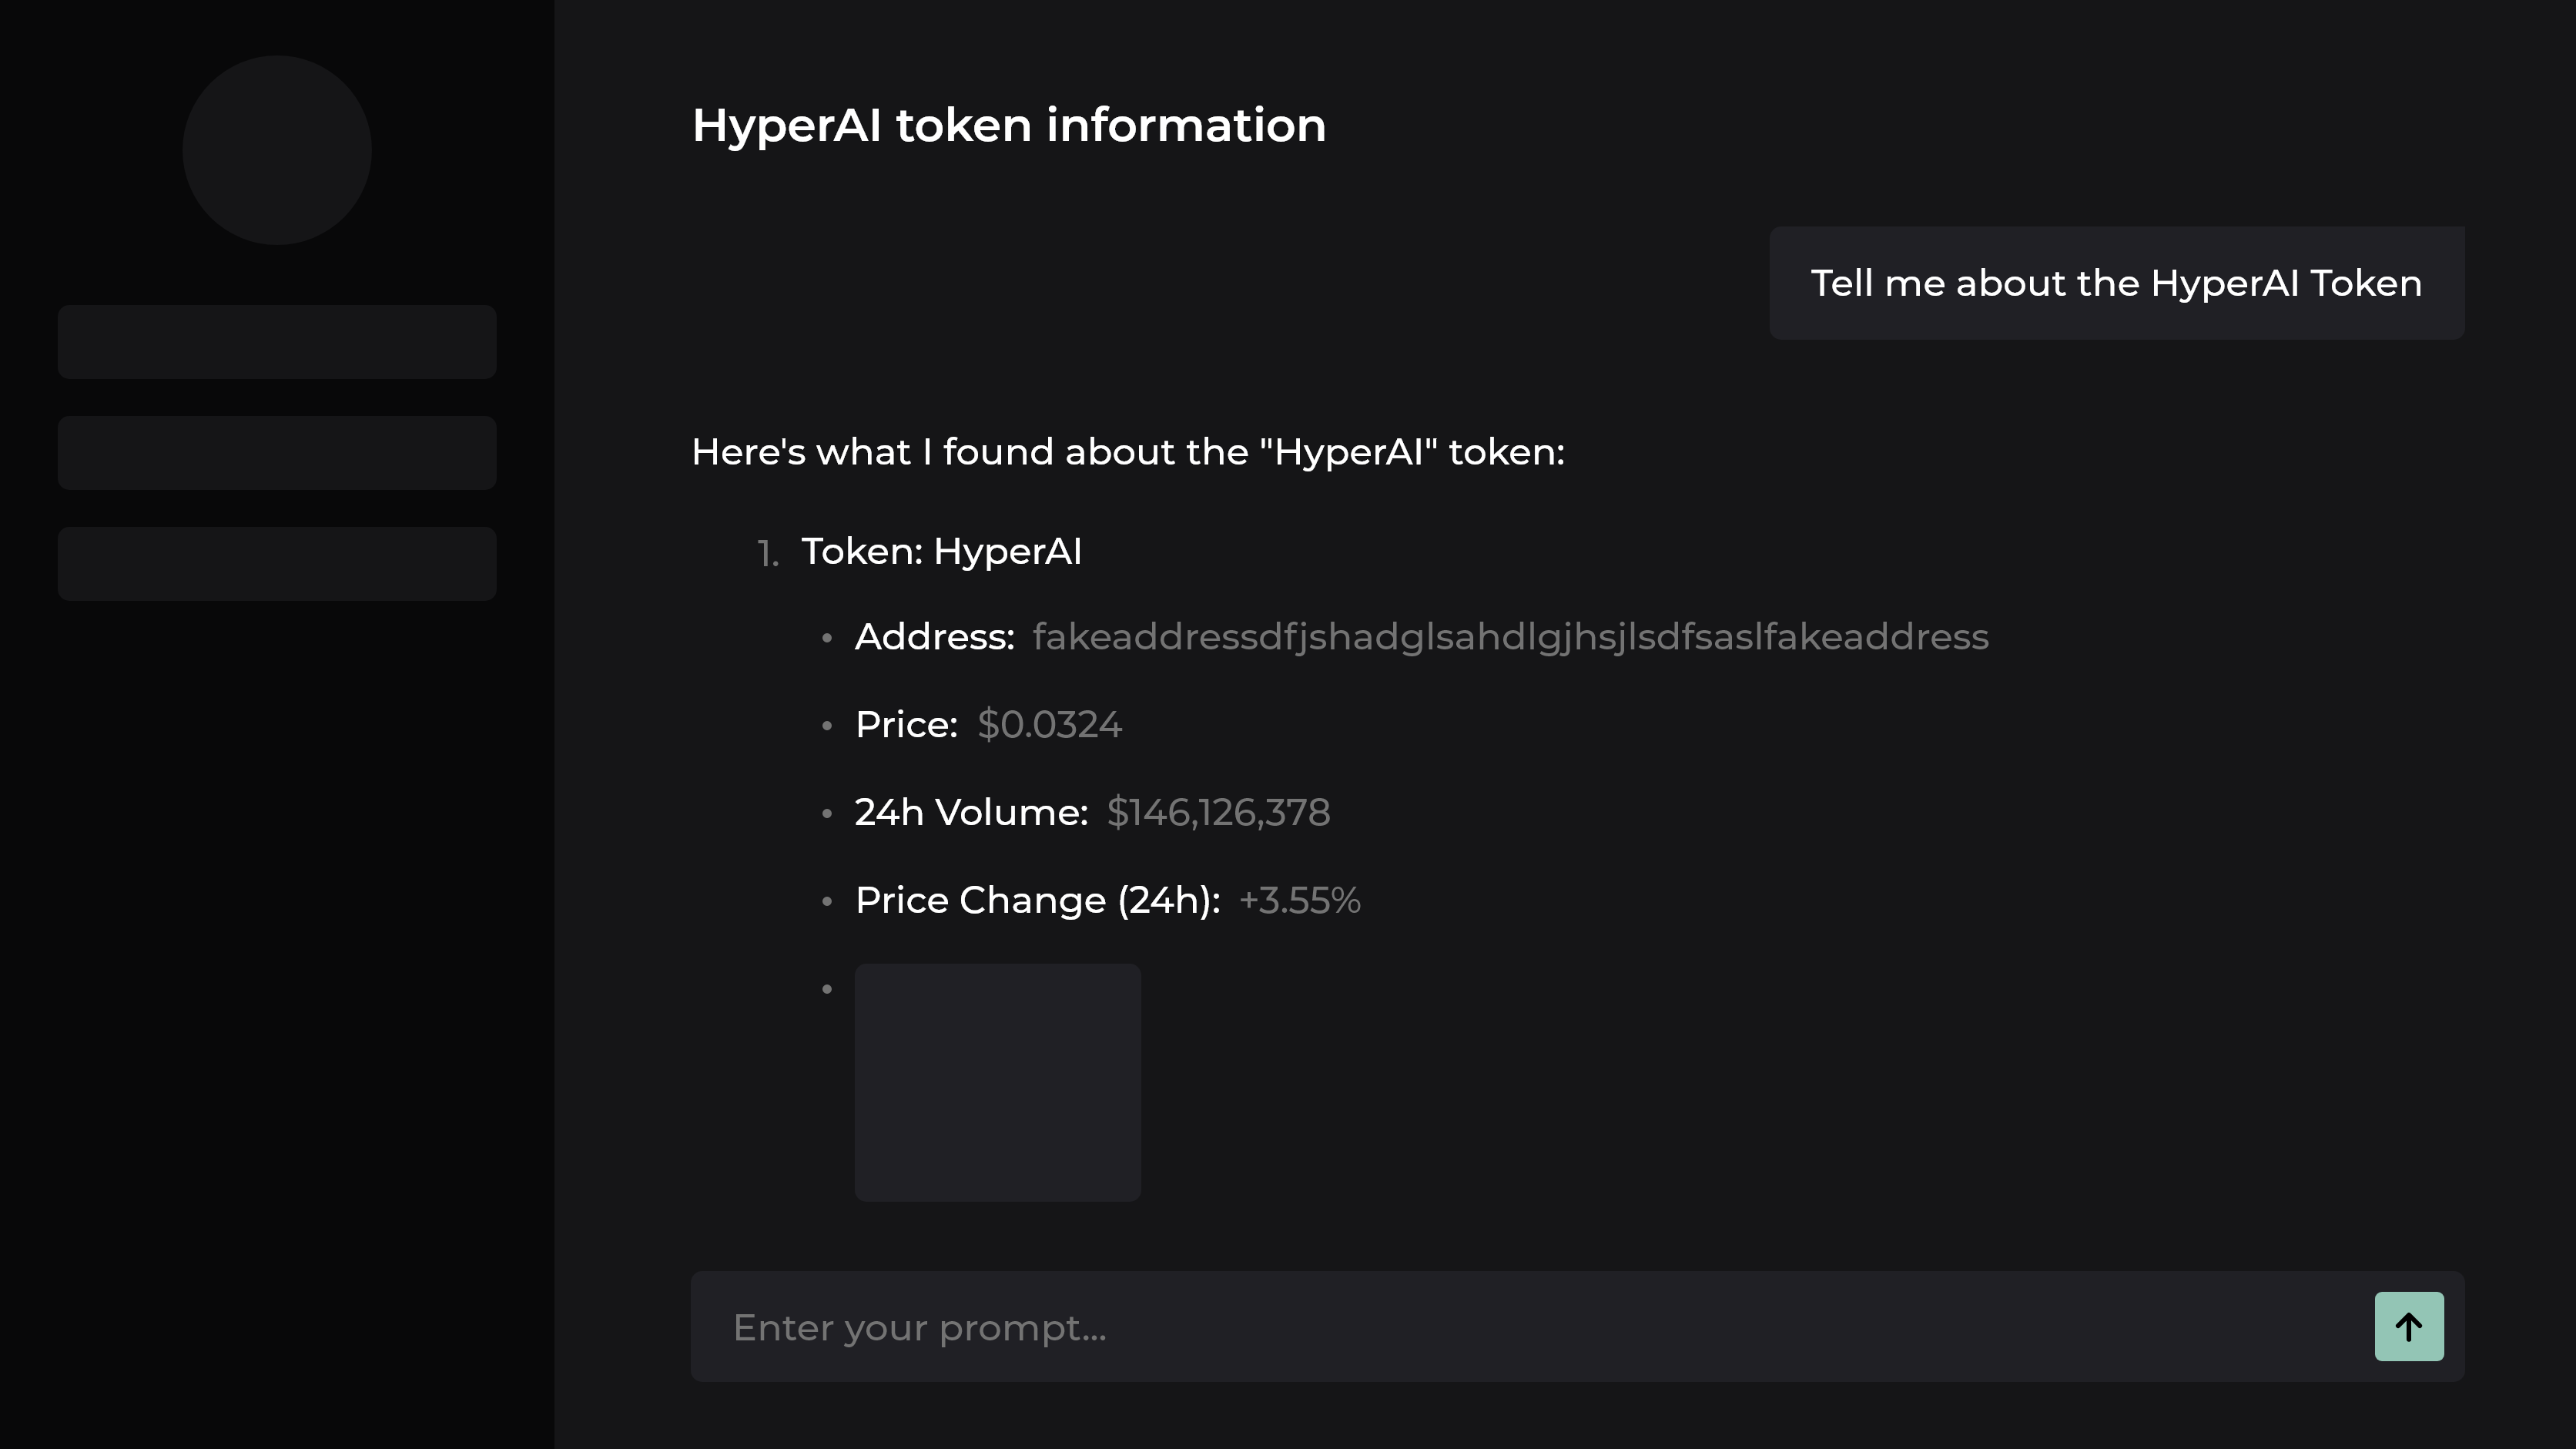 HyperAI token information
Tell me about the HyperAI Token
Here's what I found about the "HyperAI" token:
1. Token: HyperAI
• Address: fakeaddressdfjshadglsahdlgjhsjlsdfsaslfakeaddress
• Price: $0.0324
• 24h Volume: $146,126,378
• Price Change (24h): +3.55%
•
Enter your prompt...